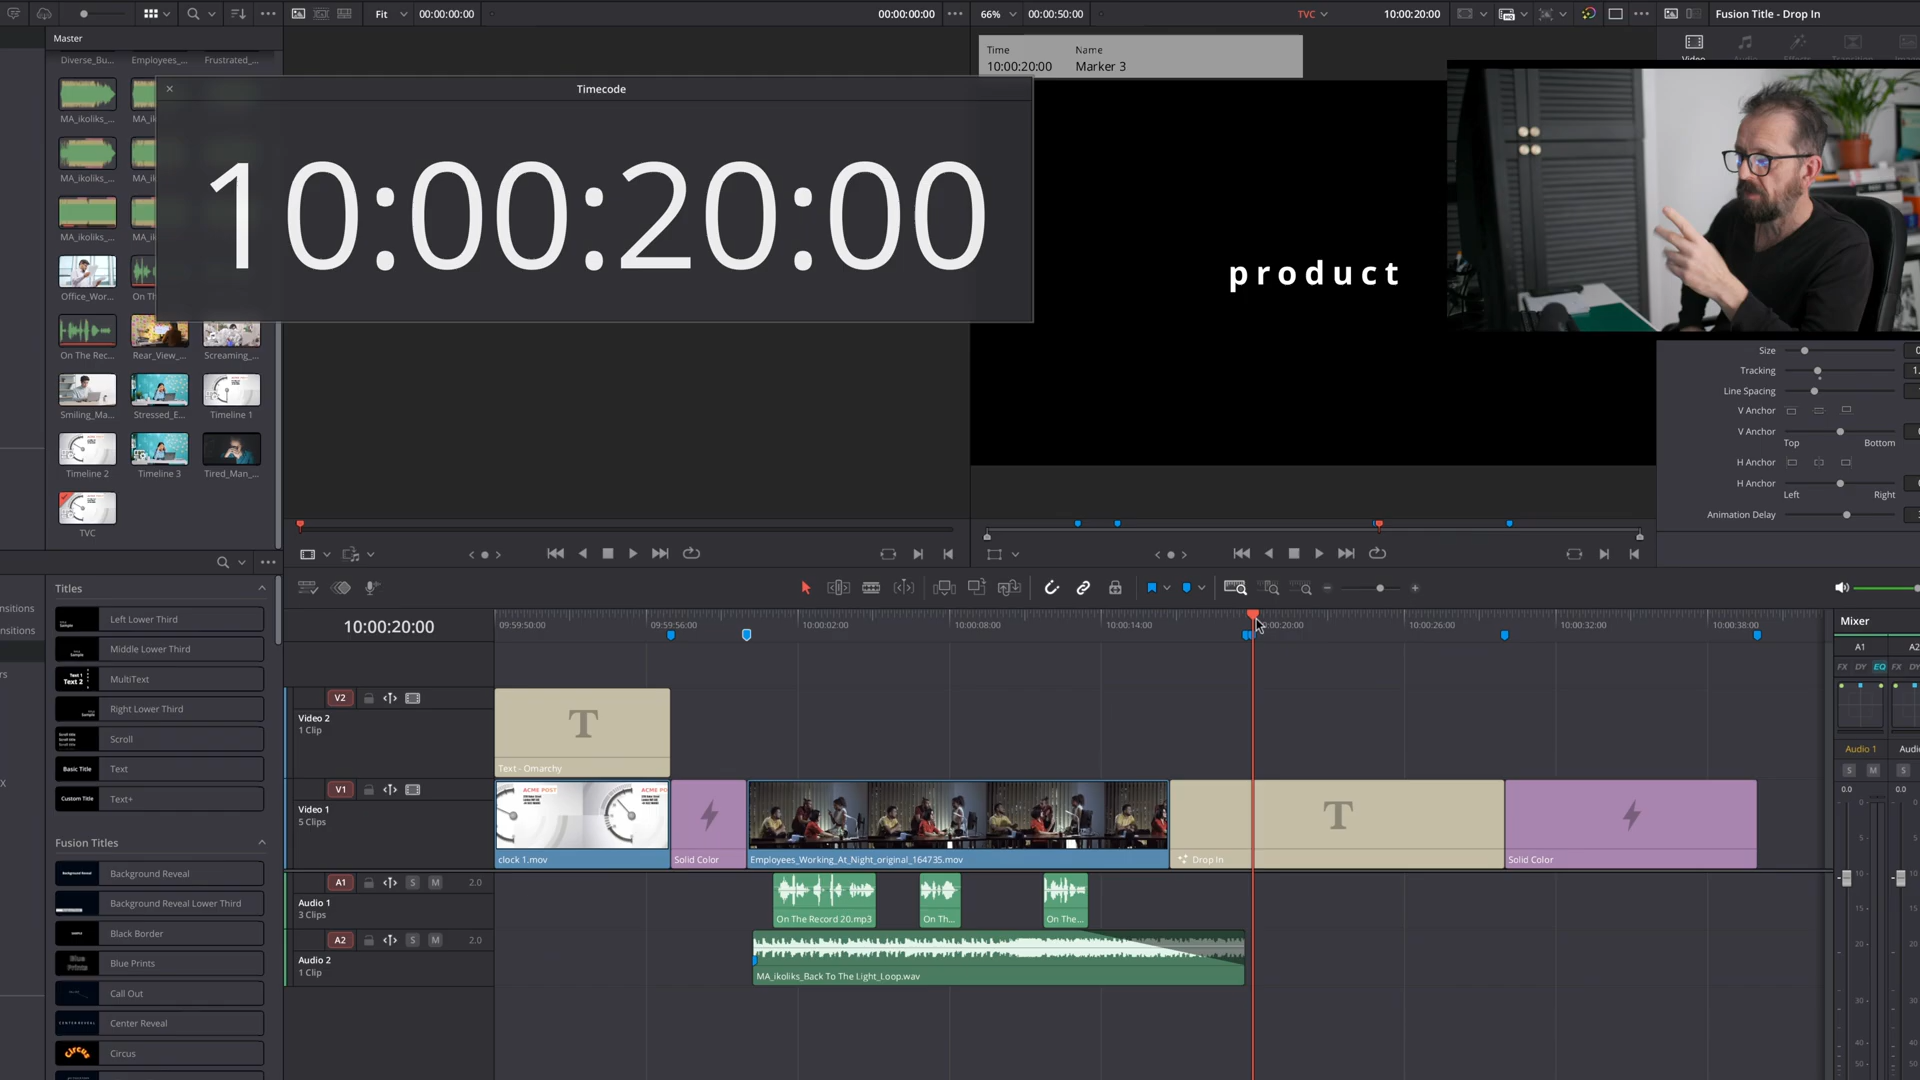 Fit
00:00:00:00
00:00:00:00
66%
00:00:50:00
TVC
10:00:20:00
Fusion Title - Drop In
Master
Time
Name
10:00:20:00
Marker 3
Video
Diverse_Bu...
Employees_...
Frustrated_...
Timecode
10:00:20:00
MA_ikoliks_...
MA_ikoliks_...
MA_ikoliks_...
product
Office_Wor...
On The Rec...
Rear_View_...
Screaming_...
Size
Tracking
Line Spacing
V Anchor
V Anchor
Top
Bottom
H Anchor
H Anchor
Left
Right
Animation Delay
Smiling_Ma...
Stressed_E...
Timeline 1
Timeline 2
Timeline 3
Tired_Man_...
TVC
Titles
Left Lower Third
Middle Lower Third
Text 1
Text 2
MultiText
Right Lower Third
Scroll
Basic Title
Text
Custom Title
Text+
Fusion Titles
Background Reveal
Background Reveal Lower Third
Black Border
Blue Prints
Call Out
CENTER REVEAL
Center Reveal
Circus
Circus
10:00:20:00
09:59:50:00
09:59:56:00
10:00:02:00
10:00:08:00
10:00:14:00
10:00:20:00
10:00:26:00
10:00:32:00
10:00:38:00
V2
Video 2
1 Clip
Text - Omarchy
V1
Video 1
5 Clips
ACME POST
ACME POST
clock 1.mov
Solid Color
Employees_Working_At_Night_original_164735.mov
Drop In
Solid Color
A1
S
M
2.0
Audio 1
3 Clips
On The Record 20.mp3
On Th...
On The...
A2
S
M
2.0
Audio 2
1 Clip
MA_ikoliks_Back To The Light_Loop.wav
Mixer
A1
A2
FX
DY
EQ
FX
DY
Audio 1
S
M
S
0.0
0.0